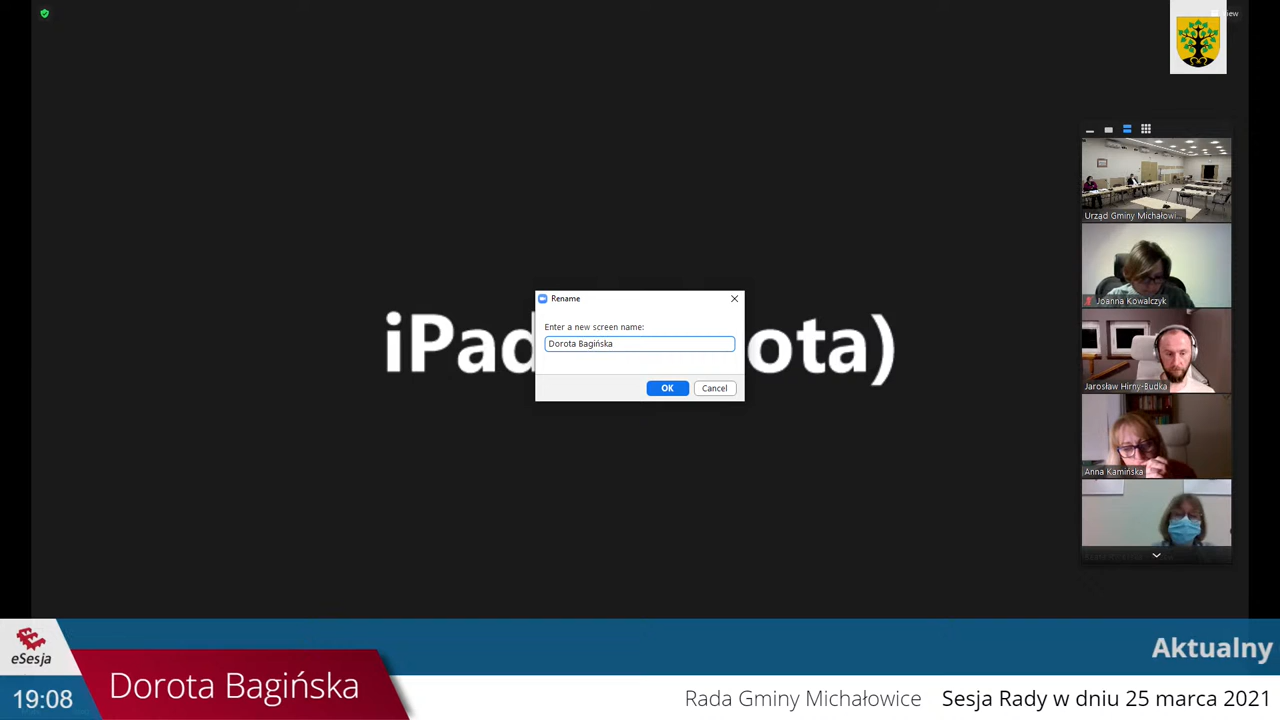 View
Urząd Gminy Michałowi...
Joanna Kowalczyk
Jarosław Hirny-Budka
Anna Kamińska
Rename
Enter a new screen name:
Dorota Bagińska
OK
Cancel
iPad
ota)
eSesja
19:08
Dorota Bagińska
Aktualny
Rada Gminy Michałowice
Sesja Rady w dniu 25 marca 2021